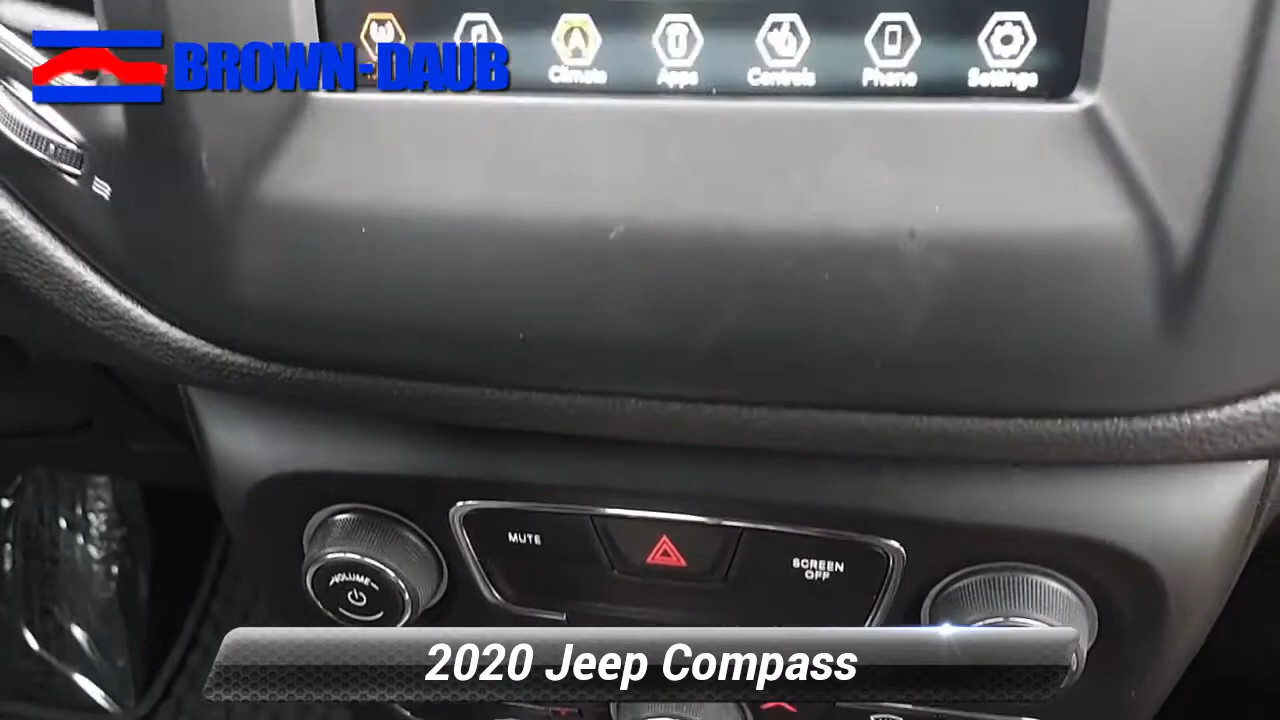 BROWN-DAUB
Climate Apps Controls Phone Settings
MUTE
SCREEN
OFF
VOLUME
2020 Jeep Compass